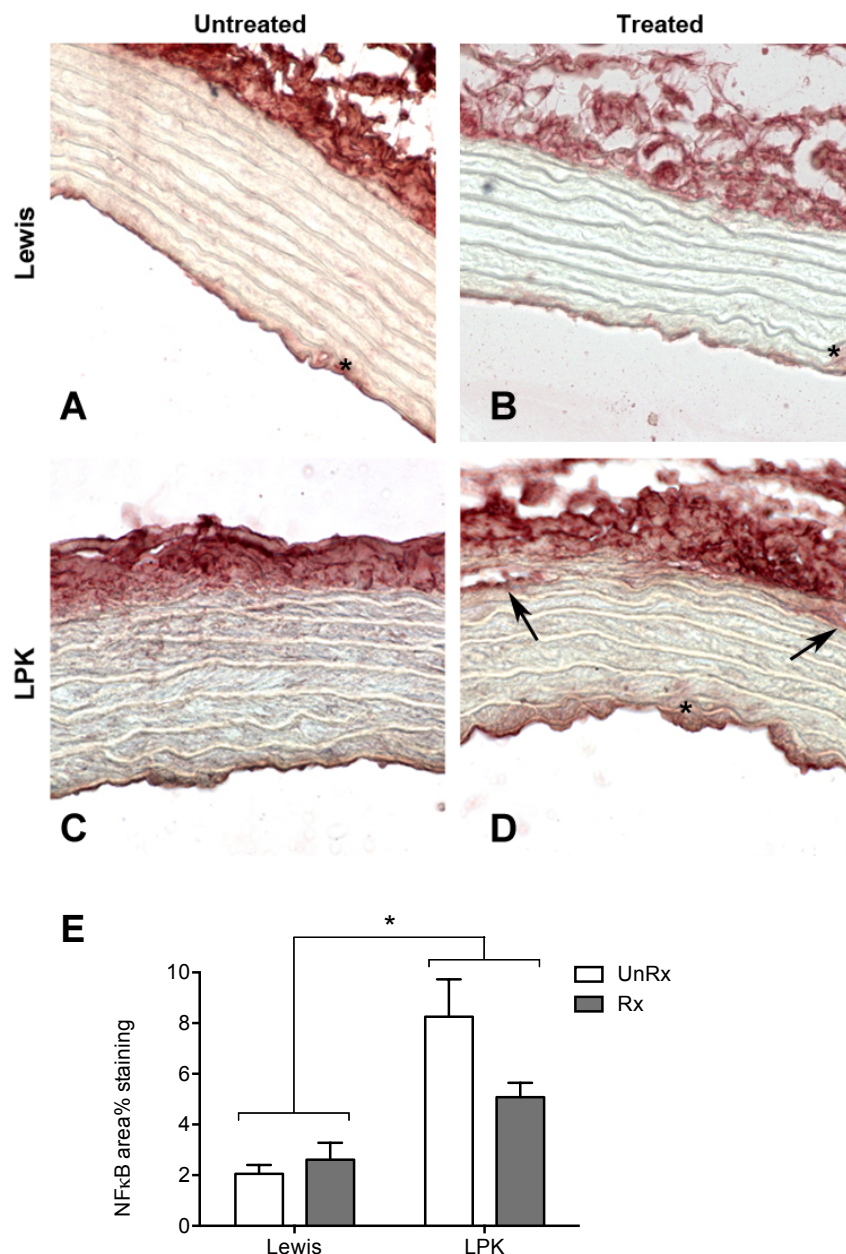 Untreated Treated
Lewis
*
*
A
B
LPK
*
C
D
E
*
10
8
6
4
2
0
NFκB area% staining
UnRx
Rx
Lewis LPK